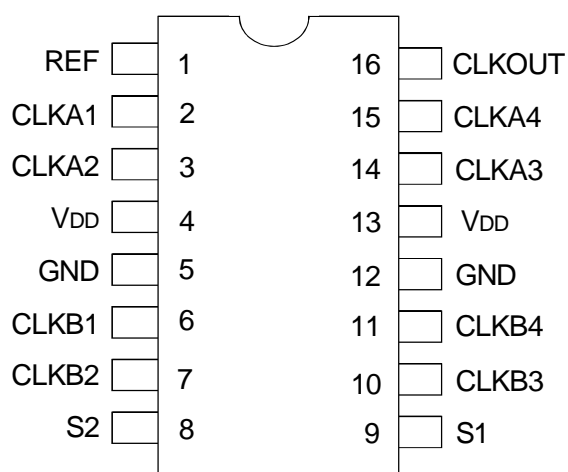 REF 1 16 CLKOUT
CLKA1 2 15 CLKA4
CLKA2 3 14 CLKA3
VDD 4 13 VDD
GND 5 12 GND
CLKB1 6 11 CLKB4
CLKB2 7 10 CLKB3
S2 8 9 S1